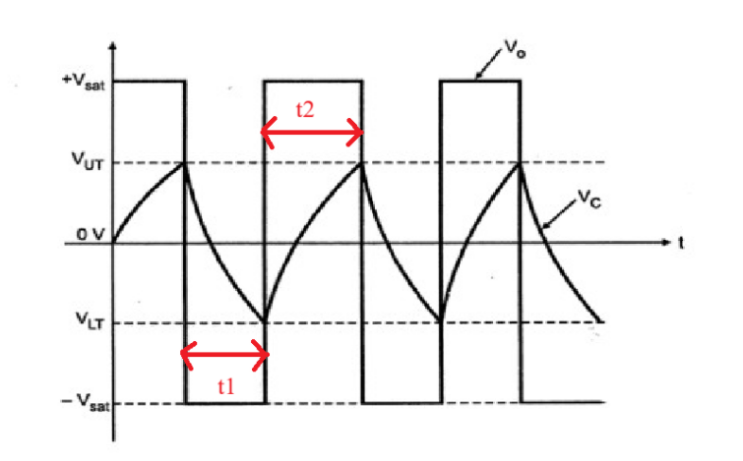 Vo
+Vsat
t2
VUT
VC
0 V
t
VLT
t1
– Vsat